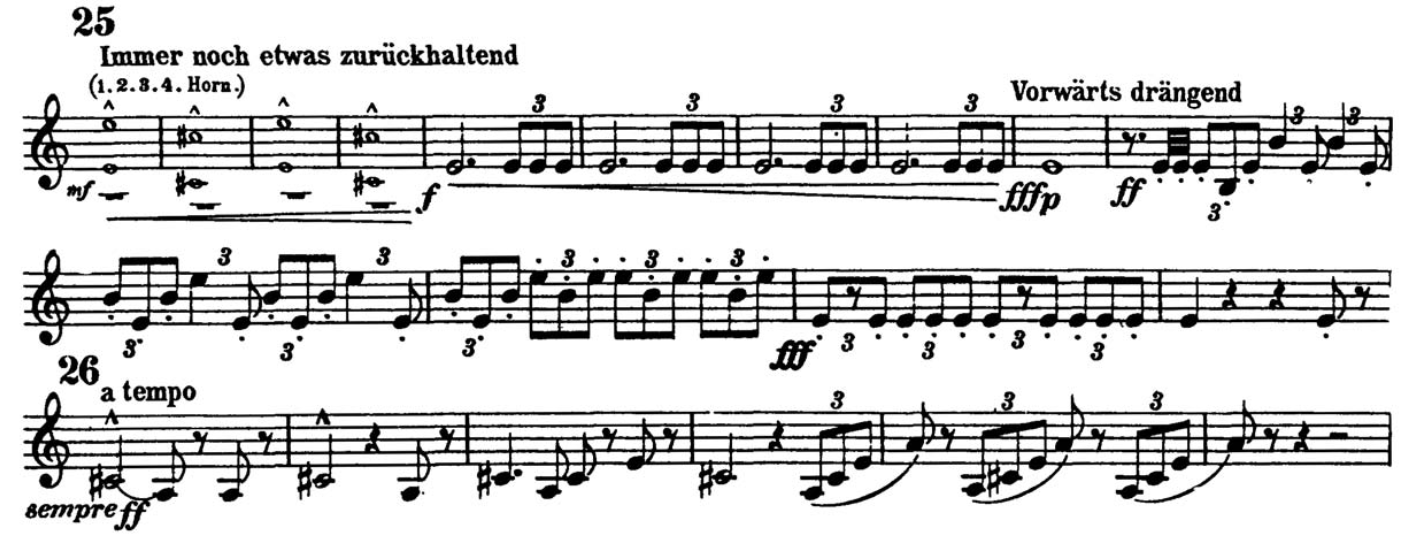 25
Immer noch etwas zurückhaltend
(1.2.3.4. Horn.)
Vorwärts drängend
3 3 3 3 3 3
mf f fffp ff 3
3 3 3 3 3
3 3 3 fff 3 3 3 3
26
a tempo
3 3 3
sempre ff